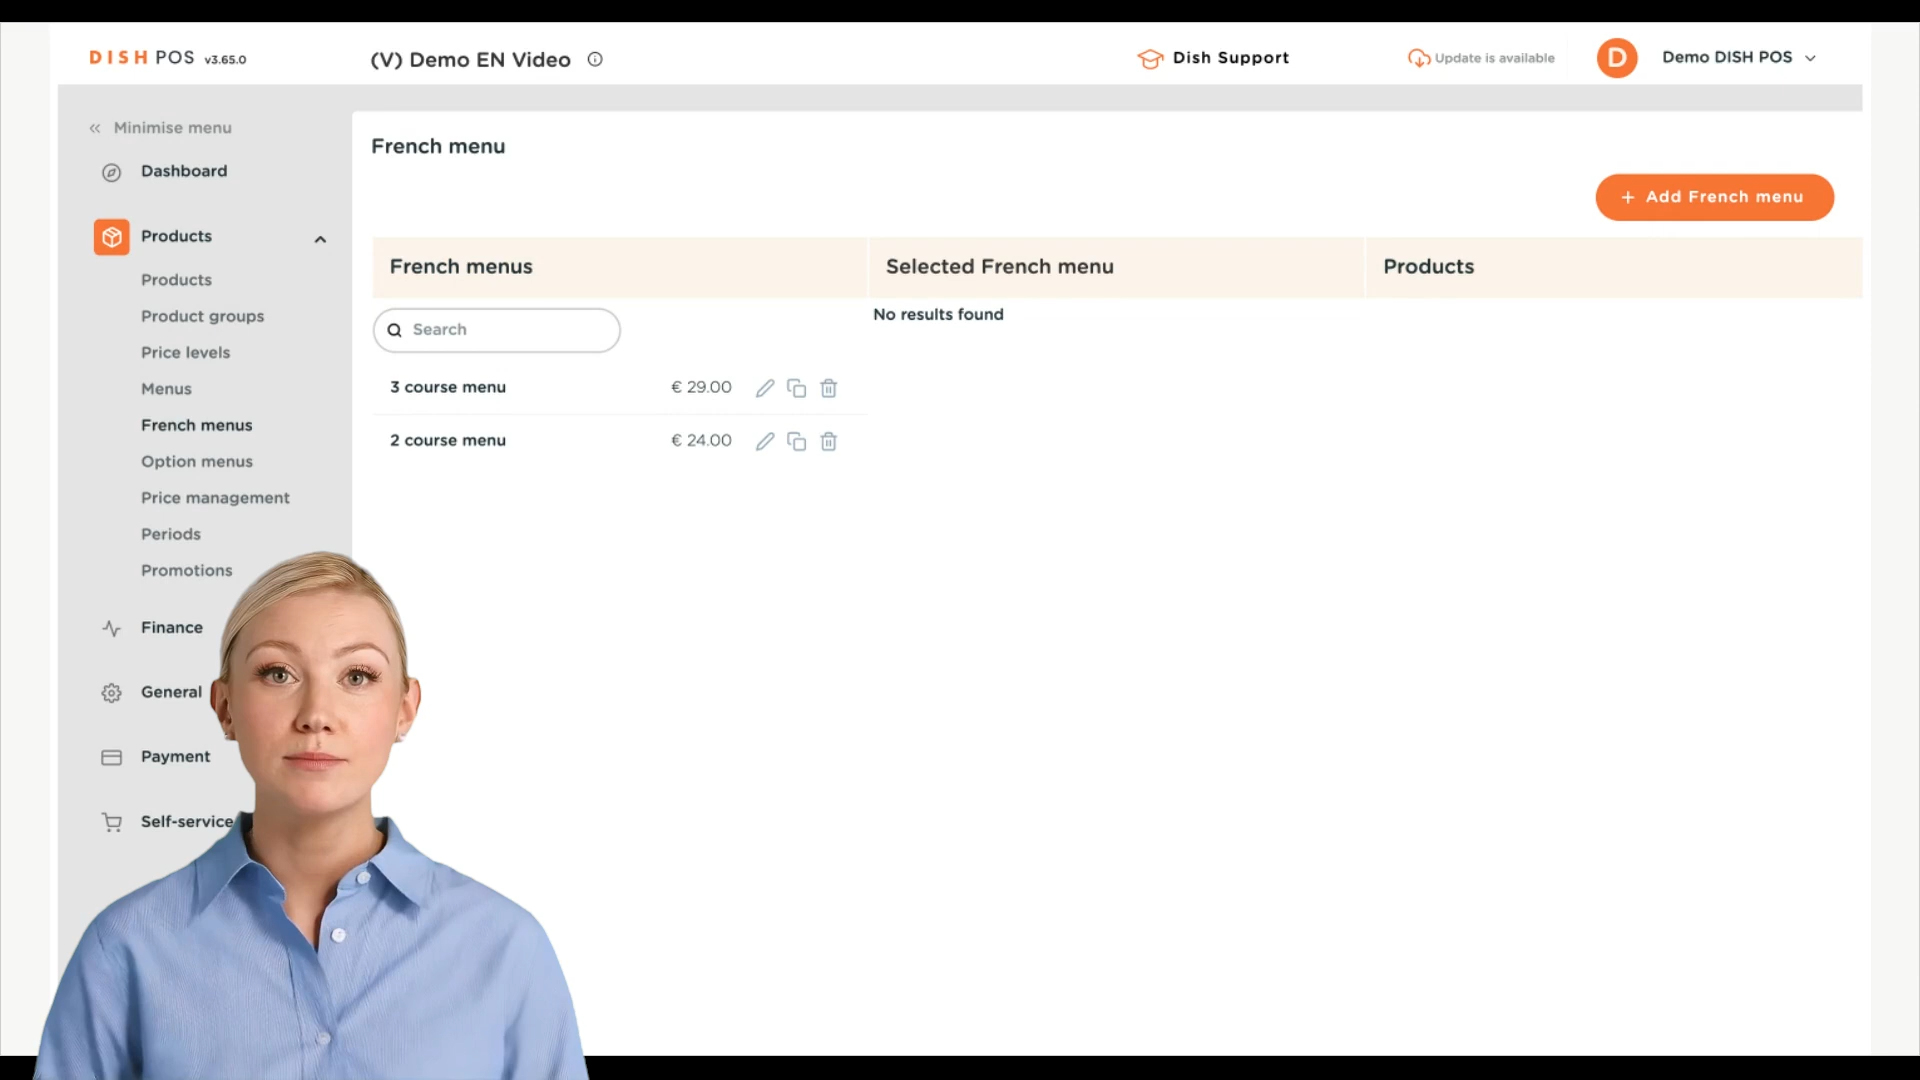 DISH POS v3.65.0
(V) Demo EN Video
Dish Support
Update is available
D
Demo DISH POS
Minimise menu
Dashboard
Products
Products
Product groups
Price levels
Menus
French menus
Option menus
Price management
Periods
Promotions
Finance
General
Payment
Self-service
French menu
+ Add French menu
French menus
Selected French menu
Products
Search
No results found
3 course menu € 29.00
2 course menu € 24.00